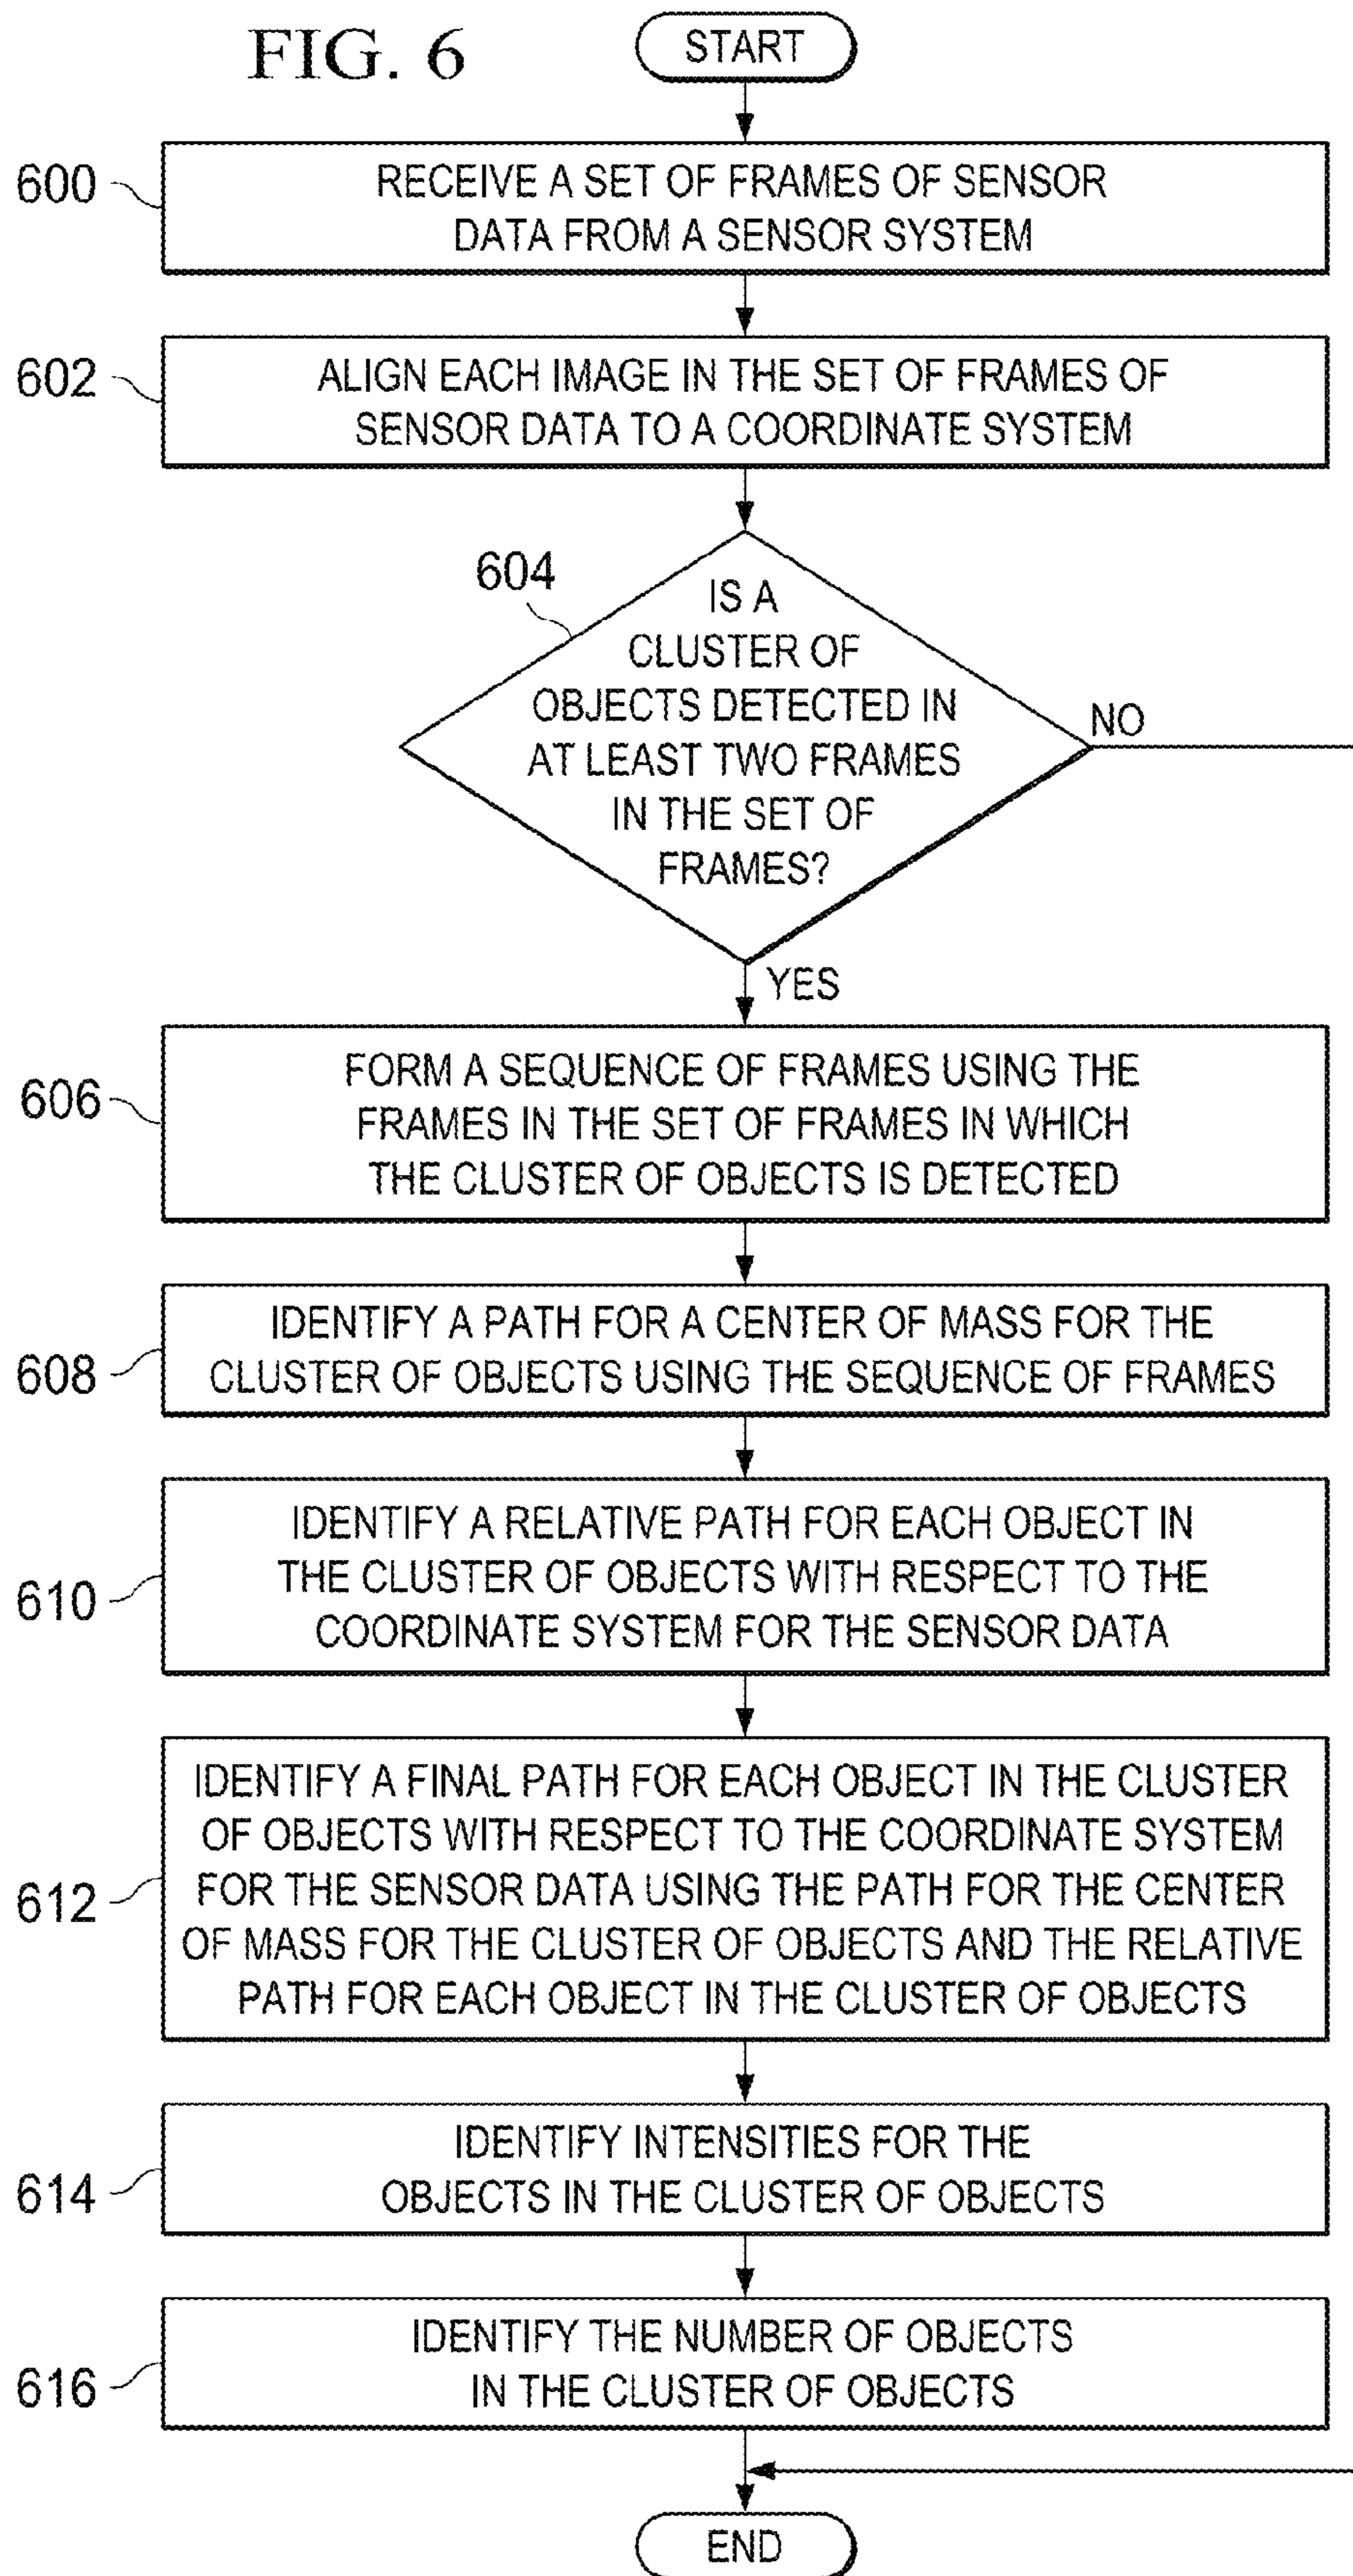 FIG. 6
START
600
RECEIVE A SET OF FRAMES OF SENSOR
DATA FROM A SENSOR SYSTEM
602
ALIGN EACH IMAGE IN THE SET OF FRAMES OF
SENSOR DATA TO A COORDINATE SYSTEM
604
IS A
CLUSTER OF
OBJECTS DETECTED IN
AT LEAST TWO FRAMES
IN THE SET OF
FRAMES?
NO
YES
606
FORM A SEQUENCE OF FRAMES USING THE
FRAMES IN THE SET OF FRAMES IN WHICH
THE CLUSTER OF OBJECTS IS DETECTED
608
IDENTIFY A PATH FOR A CENTER OF MASS FOR THE
CLUSTER OF OBJECTS USING THE SEQUENCE OF FRAMES
610
IDENTIFY A RELATIVE PATH FOR EACH OBJECT IN
THE CLUSTER OF OBJECTS WITH RESPECT TO THE
COORDINATE SYSTEM FOR THE SENSOR DATA
612
IDENTIFY A FINAL PATH FOR EACH OBJECT IN THE CLUSTER
OF OBJECTS WITH RESPECT TO THE COORDINATE SYSTEM
FOR THE SENSOR DATA USING THE PATH FOR THE CENTER
OF MASS FOR THE CLUSTER OF OBJECTS AND THE RELATIVE
PATH FOR EACH OBJECT IN THE CLUSTER OF OBJECTS
614
IDENTIFY INTENSITIES FOR THE
OBJECTS IN THE CLUSTER OF OBJECTS
616
IDENTIFY THE NUMBER OF OBJECTS
IN THE CLUSTER OF OBJECTS
END